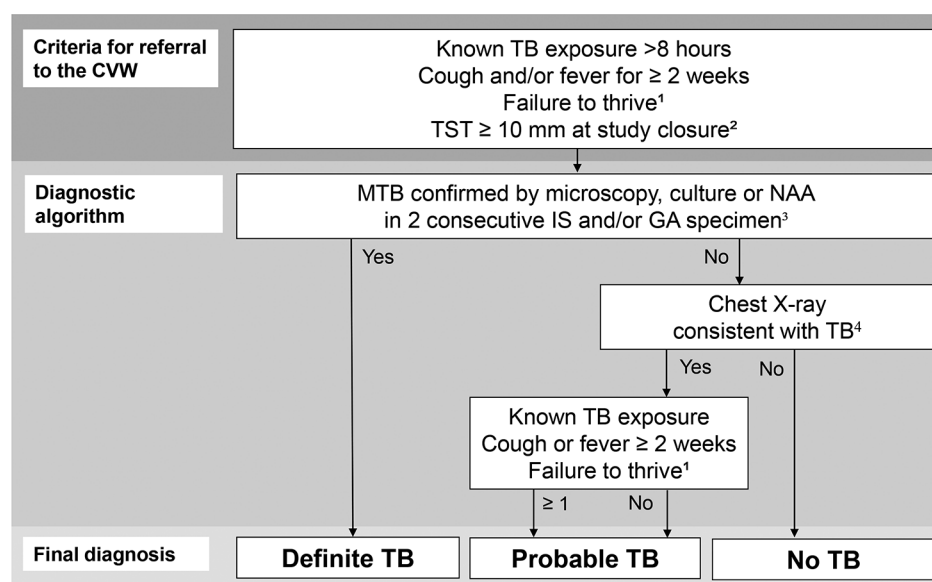 Criteria for referral
to the CVW
Known TB exposure >8 hours
Cough and/or fever for ≥ 2 weeks
Failure to thrive¹
TST ≥ 10 mm at study closure²
Diagnostic
algorithm
MTB confirmed by microscopy, culture or NAA
in 2 consecutive IS and/or GA specimen³
Yes
No
Chest X-ray
consistent with TB⁴
Yes
No
Known TB exposure
Cough or fever ≥ 2 weeks
Failure to thrive¹
≥ 1
No
Final diagnosis
Definite TB
Probable TB
No TB